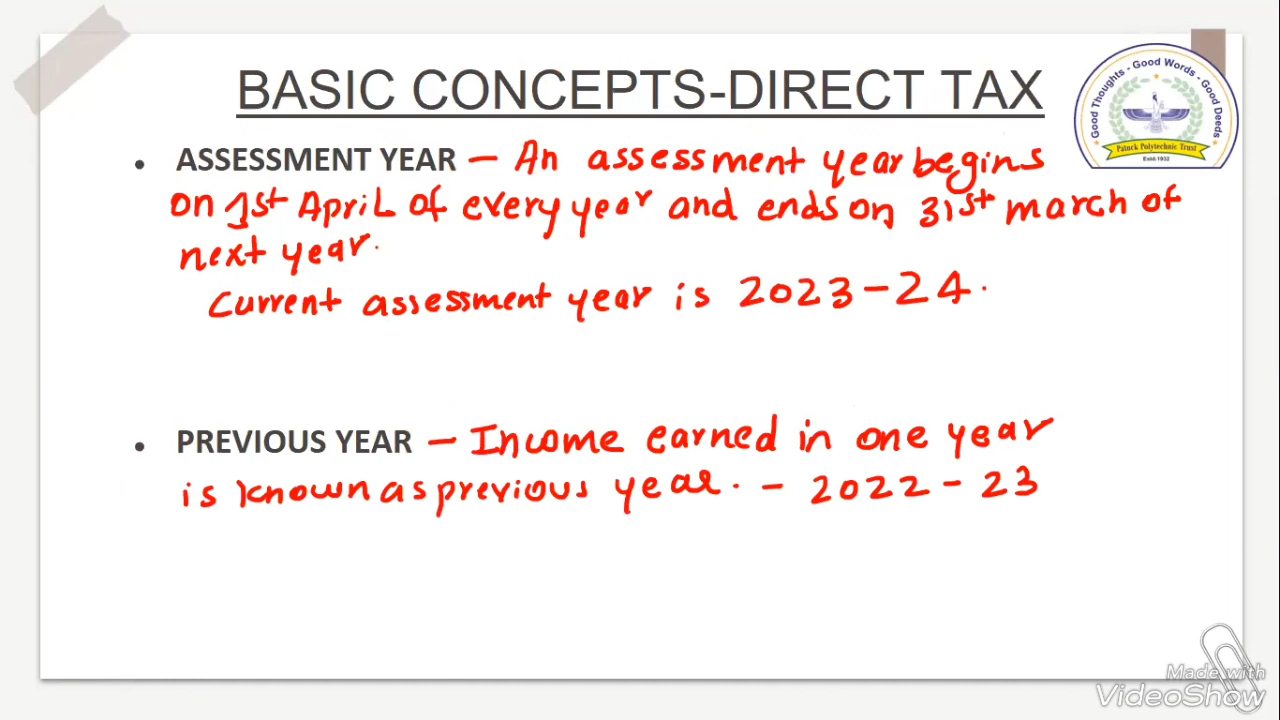 BASIC CONCEPTS-DIRECT TAX
Good Thoughts - Good Words - Good Deeds
Patuck Polytechnic Trust
Estd.1932
• ASSESSMENT YEAR - An assessment year begins
on 1st April of every year and ends on 31st march of
next year.
Current assessment year is 2023-24.
• PREVIOUS YEAR - Income earned in one year
is known as previous year. - 2022-23
Made with
VideoShow